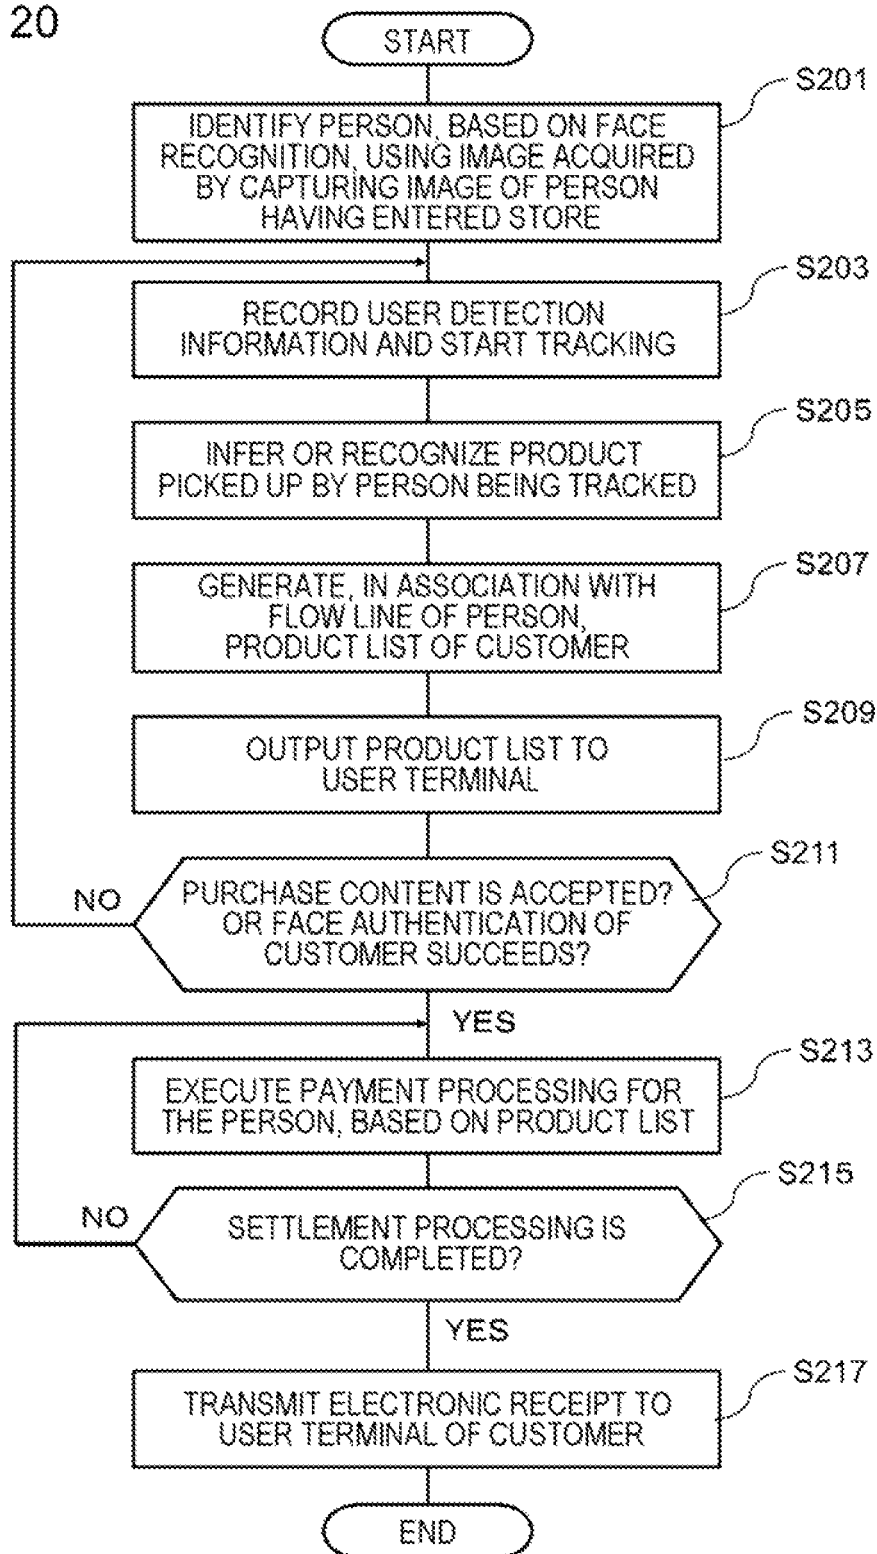 20
START
S201
IDENTIFY PERSON, BASED ON FACE
RECOGNITION, USING IMAGE ACQUIRED
BY CAPTURING IMAGE OF PERSON
HAVING ENTERED STORE
S203
RECORD USER DETECTION
INFORMATION AND START TRACKING
S205
INFER OR RECOGNIZE PRODUCT
PICKED UP BY PERSON BEING TRACKED
S207
GENERATE, IN ASSOCIATION WITH
FLOW LINE OF PERSON,
PRODUCT LIST OF CUSTOMER
S209
OUTPUT PRODUCT LIST TO
USER TERMINAL
S211
NO
PURCHASE CONTENT IS ACCEPTED?
OR FACE AUTHENTICATION OF
CUSTOMER SUCCEEDS?
YES
S213
EXECUTE PAYMENT PROCESSING FOR
THE PERSON, BASED ON PRODUCT LIST
S215
NO
SETTLEMENT PROCESSING IS
COMPLETED?
YES
S217
TRANSMIT ELECTRONIC RECEIPT TO
USER TERMINAL OF CUSTOMER
END